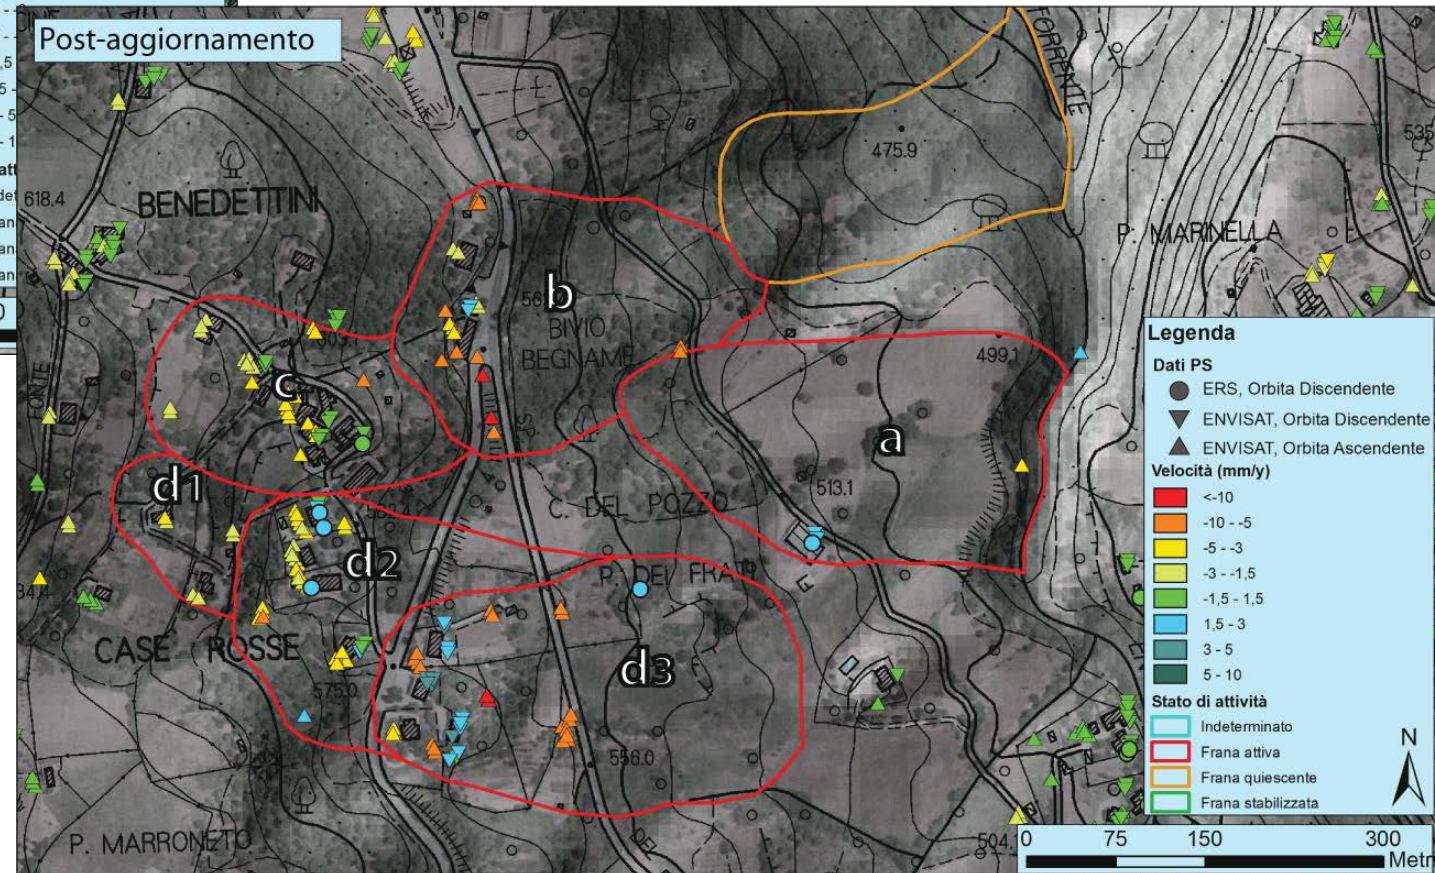 Post-aggiornamento
BENEDETTINI
618.4
475.9
P. MARINELLA
b
BIVIO
BEGNAME
c
499.1
a
513.1
C. DEL POZZO
d1
d2
P. DEI FRATI
CASE ROSSE
d3
575.0
556.0
P. MARRONETO
DEL
504.
Legenda
Dati PS
ERS, Orbita Discendente
ENVISAT, Orbita Discendente
ENVISAT, Orbita Ascendente
Velocità (mm/y)
<-10
-10 - -5
-5 - -3
-3 - -1,5
-1,5 - 1,5
1,5 - 3
3 - 5
5 - 10
Stato di attività
Indeterminato
Frana attiva
Frana quiescente
Frana stabilizzata
N
0 75 150 300
Metri